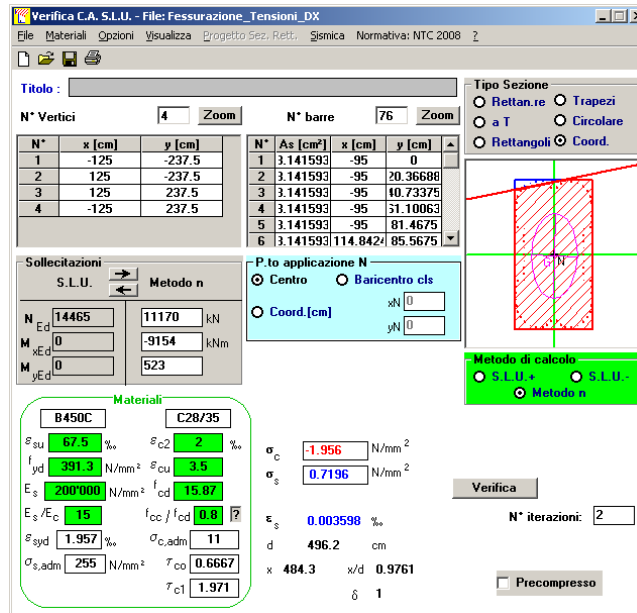 Verifica C.A. S.L.U. - File: Fessurazione_Tensioni_DX
File Materiali Opzioni Visualizza Progetto Sez. Rett. Sismica Normativa: NTC 2008 ?
Titolo :
N* Vertici 4 Zoom N* barre 76 Zoom
N* x [cm] y [cm]
1 -125 -237.5
2 125 -237.5
3 125 237.5
4 -125 237.5
N* As [cm²] x [cm] y [cm]
1 3.141593 -95 0
2 3.141593 -95 20.36688
3 3.141593 -95 40.73375
4 3.141593 -95 61.10063
5 3.141593 -95 81.4675
6 3.141593 114.8424 85.5675
Tipo Sezione
Rettan.re Trapezi
a T Circolare
Rettangoli Coord.
G N
Sollecitazioni
S.L.U. Metodo n
N Ed 14465 11170 kN
M xEd 0 -9154 kNm
M yEd 0 523
P.to applicazione N
Centro Baricentro cls
Coord.[cm] xN 0
yN 0
Metodo di calcolo
S.L.U.+ S.L.U.-
Metodo n
Materiali
B450C C28/35
εsu 67.5 ‰ εc2 2 ‰
fyd 391.3 N/mm² εcu 3.5
Es 200'000 N/mm² fcd 15.87
Es/Ec 15 fcc/fcd 0.8 ?
εsyd 1.957 ‰ σc,adm 11
σs,adm 255 N/mm² τco 0.6667
τc1 1.971
σc -1.956 N/mm²
σs 0.7196 N/mm²
εs 0.003598 ‰
d 496.2 cm
x 484.3 x/d 0.9761
δ 1
Verifica
N* iterazioni: 2
Precompresso